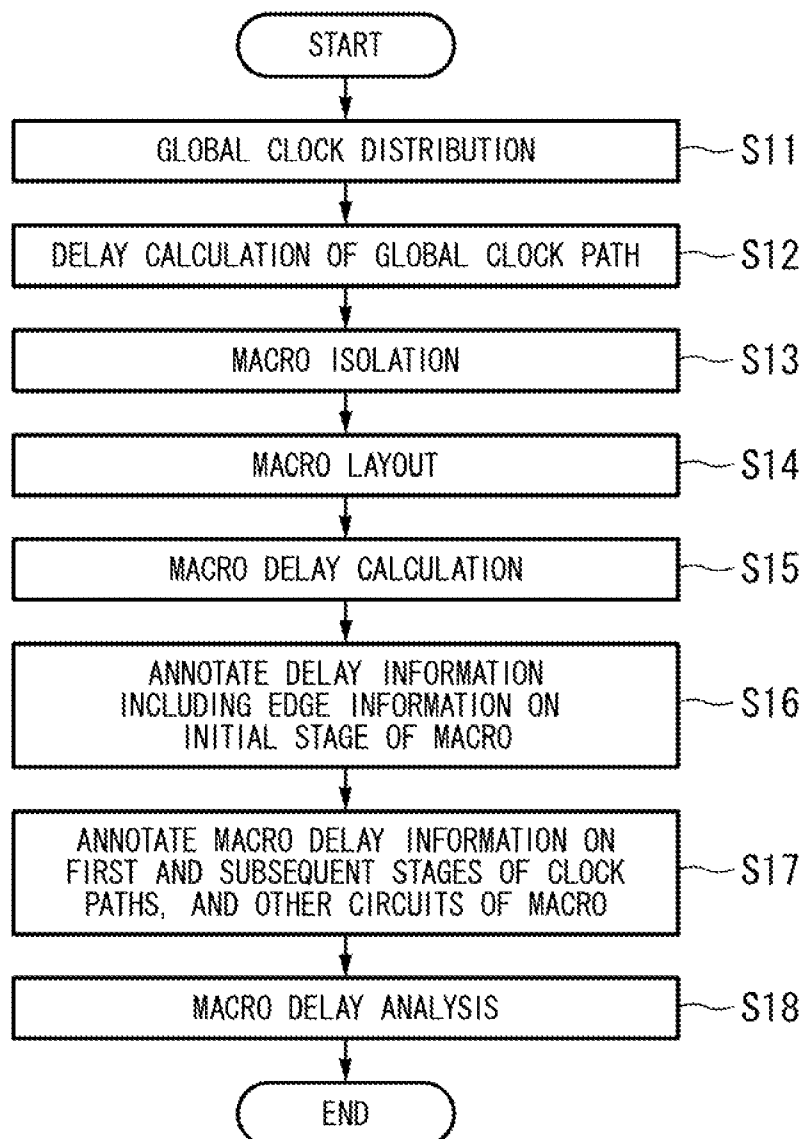 START
GLOBAL CLOCK DISTRIBUTION
S11
DELAY CALCULATION OF GLOBAL CLOCK PATH
S12
MACRO ISOLATION
S13
MACRO LAYOUT
S14
MACRO DELAY CALCULATION
S15
ANNOTATE DELAY INFORMATION
INCLUDING EDGE INFORMATION ON
INITIAL STAGE OF MACRO
S16
ANNOTATE MACRO DELAY INFORMATION ON
FIRST AND SUBSEQUENT STAGES OF CLOCK
PATHS, AND OTHER CIRCUITS OF MACRO
S17
MACRO DELAY ANALYSIS
S18
END